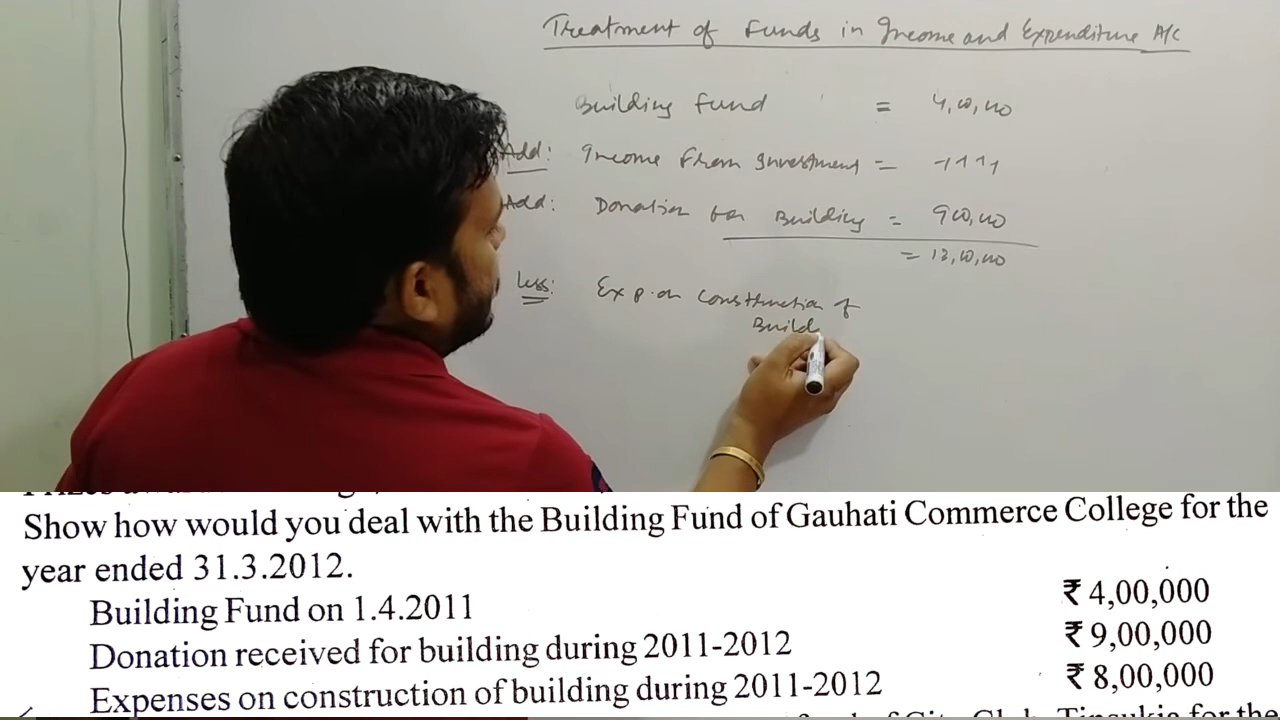 Treatment of Funds in Income and Expenditure A/c
Building Fund = 4,00,000
Add: Income From Investment =
Add: Donation for Building = 900,000
= 13,00,000
Less: Exp. on Construction of
Build
Show how would you deal with the Building Fund of Gauhati Commerce College for the
year ended 31.3.2012.
Building Fund on 1.4.2011 ₹ 4,00,000
Donation received for building during 2011-2012 ₹ 9,00,000
Expenses on construction of building during 2011-2012 ₹ 8,00,000